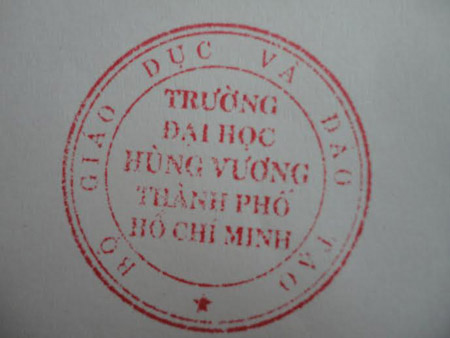 BỘ GIÁO DỤC VÀ ĐÀO TẠO
TRƯỜNG
ĐẠI HỌC
HÙNG VƯƠNG
THÀNH PHỐ
HỒ CHÍ MINH